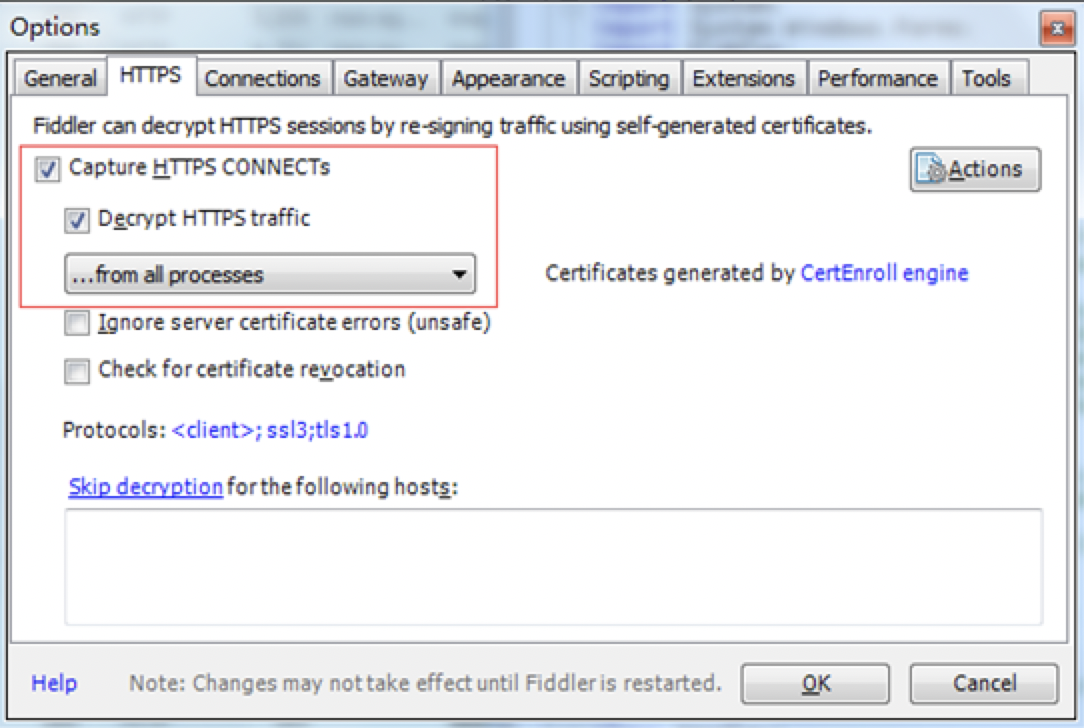 Options
General HTTPS Connections Gateway Appearance Scripting Extensions Performance Tools
Fiddler can decrypt HTTPS sessions by re-signing traffic using self-generated certificates.
Capture HTTPS CONNECTs
Actions
Decrypt HTTPS traffic
...from all processes
Certificates generated by CertEnroll engine
Ignore server certificate errors (unsafe)
Check for certificate revocation
Protocols: <client>; ssl3;tls1.0
Skip decryption for the following hosts:
Help Note: Changes may not take effect until Fiddler is restarted. OK Cancel